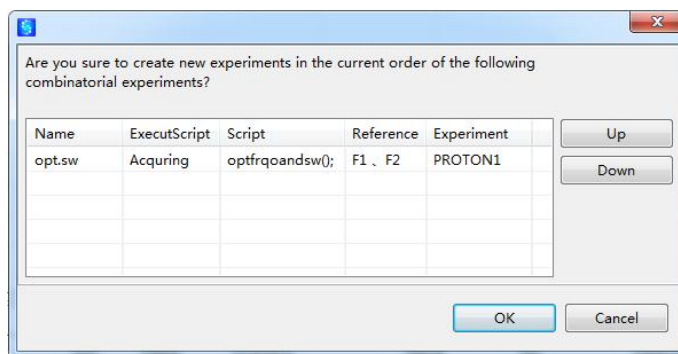 Are you sure to create new experiments in the current order of the following
combinatorial experiments?
Name ExecutScript Script Reference Experiment
opt.sw Acquring optfrqoandsw(); F1 、F2 PROTON1
Up
Down
OK Cancel